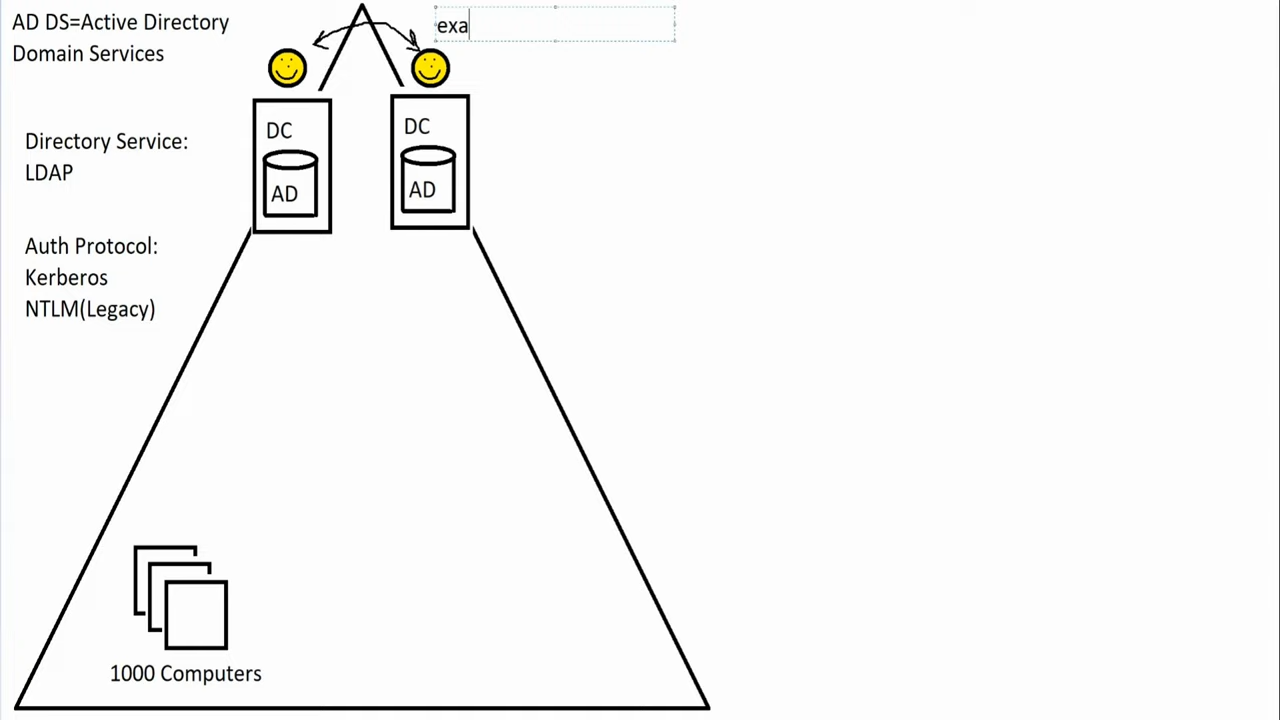 AD DS=Active Directory
Domain Services
exa
Directory Service:
LDAP
Auth Protocol:
Kerberos
NTLM(Legacy)
DC
AD
DC
AD
1000 Computers